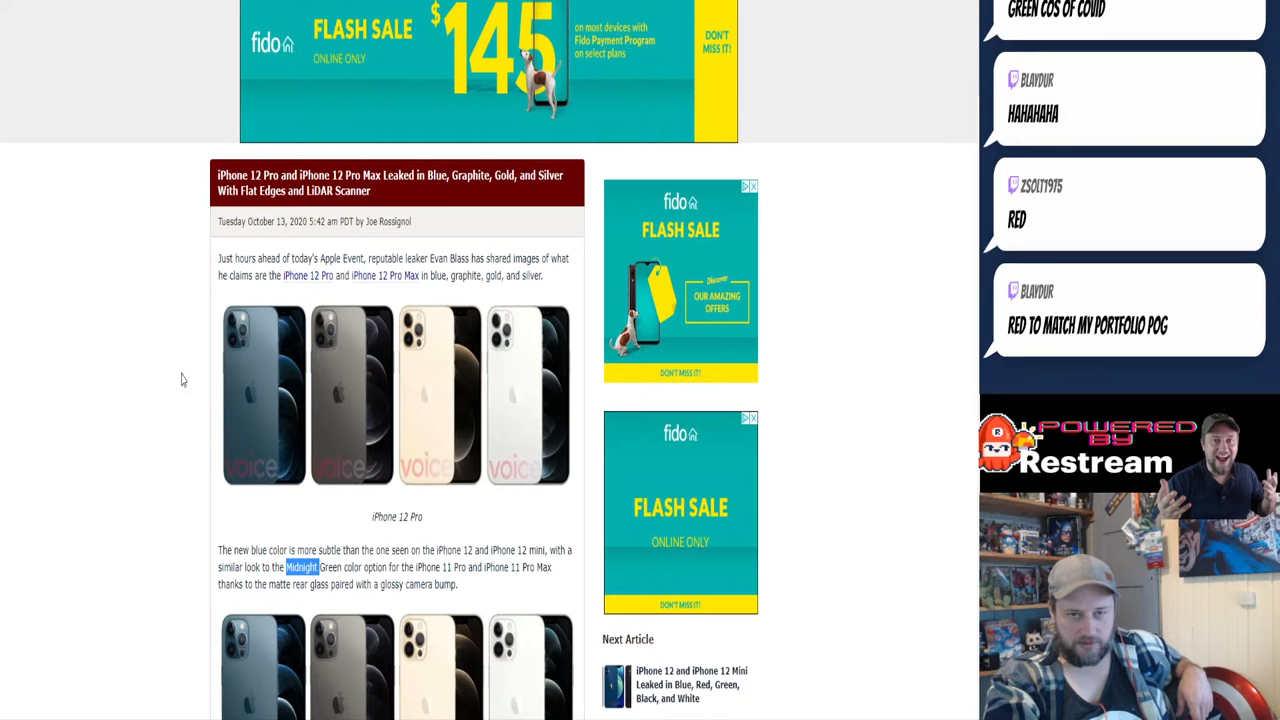 fido
FLASH SALE
ONLINE ONLY
$145
on most devices with
Fido Payment Program
on select plans
DON'T
MISS IT!
iPhone 12 Pro and iPhone 12 Pro Max Leaked in Blue, Graphite, Gold, and Silver
With Flat Edges and LiDAR Scanner
Tuesday October 13, 2020 5:42 am PDT by Joe Rossignol
Just hours ahead of today's Apple Event, reputable leaker Evan Blass has shared images of what
he claims are the iPhone 12 Pro and iPhone 12 Pro Max in blue, graphite, gold, and silver.
voice voice voice voice
iPhone 12 Pro
The new blue color is more subtle than the one seen on the iPhone 12 and iPhone 12 mini, with a
similar look to the Midnight Green color option for the iPhone 11 Pro and iPhone 11 Pro Max
thanks to the matte rear glass paired with a glossy camera bump.
fido
FLASH SALE
Discover
OUR AMAZING
OFFERS
DON'T MISS IT!
fido
FLASH SALE
ONLINE ONLY
DON'T MISS IT!
Next Article
iPhone 12 and iPhone 12 Mini
Leaked in Blue, Red, Green,
Black, and White
GREEN COS OF COVID
BLAYDUR
HAHAHAHA
ZSOLT1975
RED
BLAYDUR
RED TO MATCH MY PORTFOLIO POG
POWERED
BY
Restream